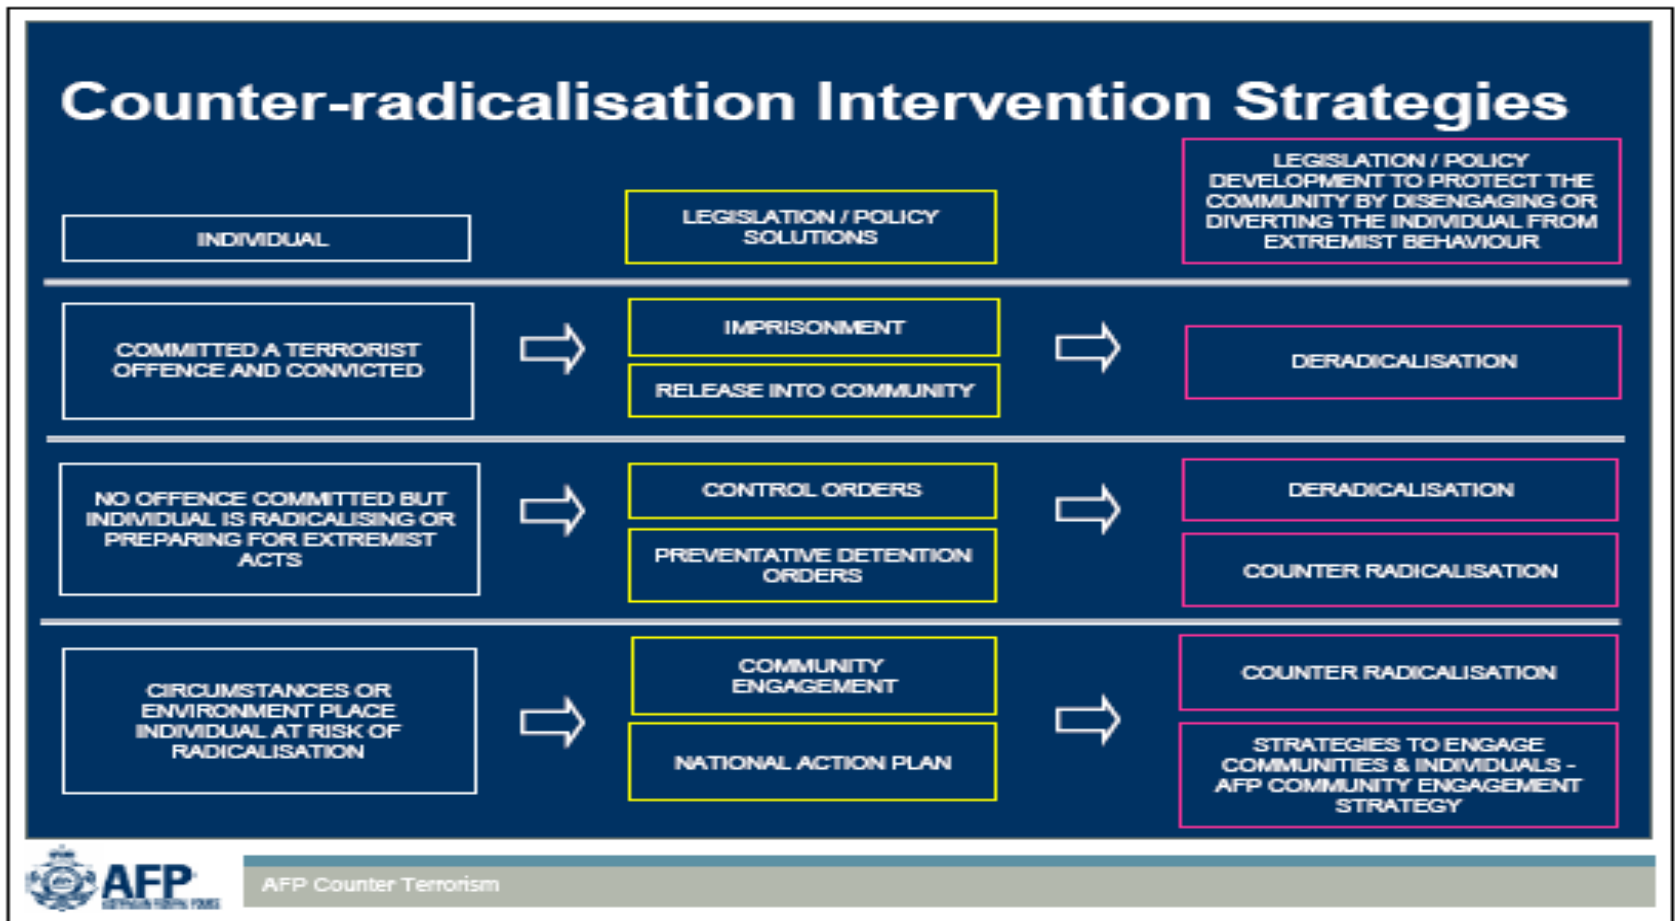 Counter-radicalisation Intervention Strategies
INDIVIDUAL
LEGISLATION / POLICY
SOLUTIONS
LEGISLATION / POLICY
DEVELOPMENT TO PROTECT THE
COMMUNITY BY DISENGAGING OR
DIVERTING THE INDIVIDUAL FROM
EXTREMIST BEHAVIOUR
COMMITTED A TERRORIST
OFFENCE AND CONVICTED
IMPRISONMENT
RELEASE INTO COMMUNITY
DERADICALISATION
NO OFFENCE COMMITTED BUT
INDIVIDUAL IS RADICALISING OR
PREPARING FOR EXTREMIST
ACTS
CONTROL ORDERS
PREVENTATIVE DETENTION
ORDERS
DERADICALISATION
COUNTER RADICALISATION
CIRCUMSTANCES OR
ENVIRONMENT PLACE
INDIVIDUAL AT RISK OF
RADICALISATION
COMMUNITY
ENGAGEMENT
NATIONAL ACTION PLAN
COUNTER RADICALISATION
STRATEGIES TO ENGAGE
COMMUNITIES & INDIVIDUALS -
AFP COMMUNITY ENGAGEMENT
STRATEGY
AFP
AUSTRALIAN FEDERAL POLICE
AFP Counter Terrorism